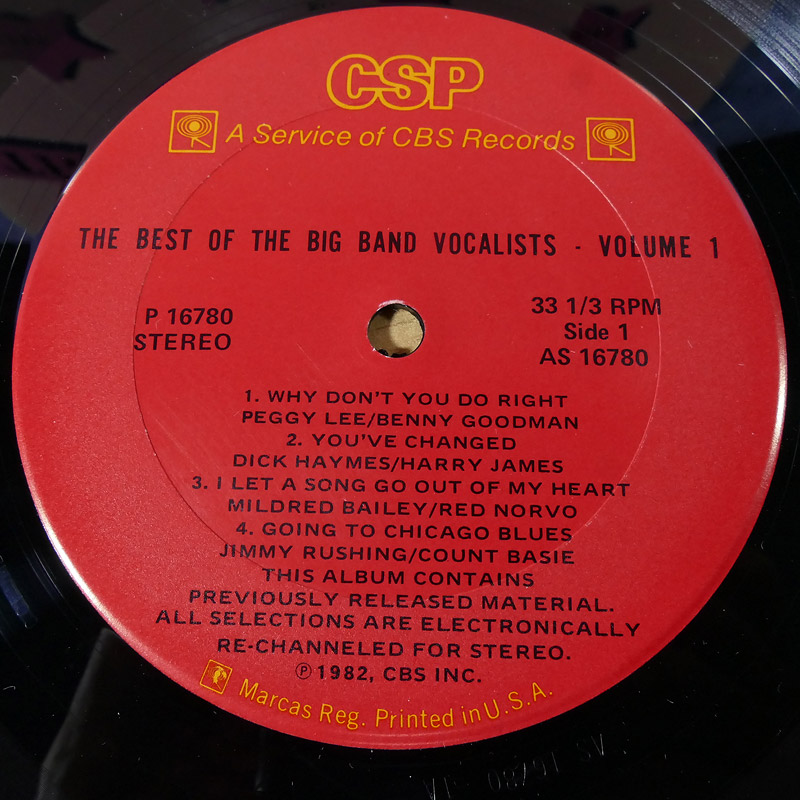 CSP
A Service of CBS Records
THE BEST OF THE BIG BAND VOCALISTS - VOLUME 1
P 16780
STEREO
33 1/3 RPM
Side 1
AS 16780
1. WHY DON'T YOU DO RIGHT
PEGGY LEE/BENNY GOODMAN
2. YOU'VE CHANGED
DICK HAYMES/HARRY JAMES
3. I LET A SONG GO OUT OF MY HEART
MILDRED BAILEY/RED NORVO
4. GOING TO CHICAGO BLUES
JIMMY RUSHING/COUNT BASIE
THIS ALBUM CONTAINS
PREVIOUSLY RELEASED MATERIAL.
ALL SELECTIONS ARE ELECTRONICALLY
RE-CHANNELED FOR STEREO.
Ⓟ 1982, CBS INC.
Marcas Reg. Printed in U.S.A.